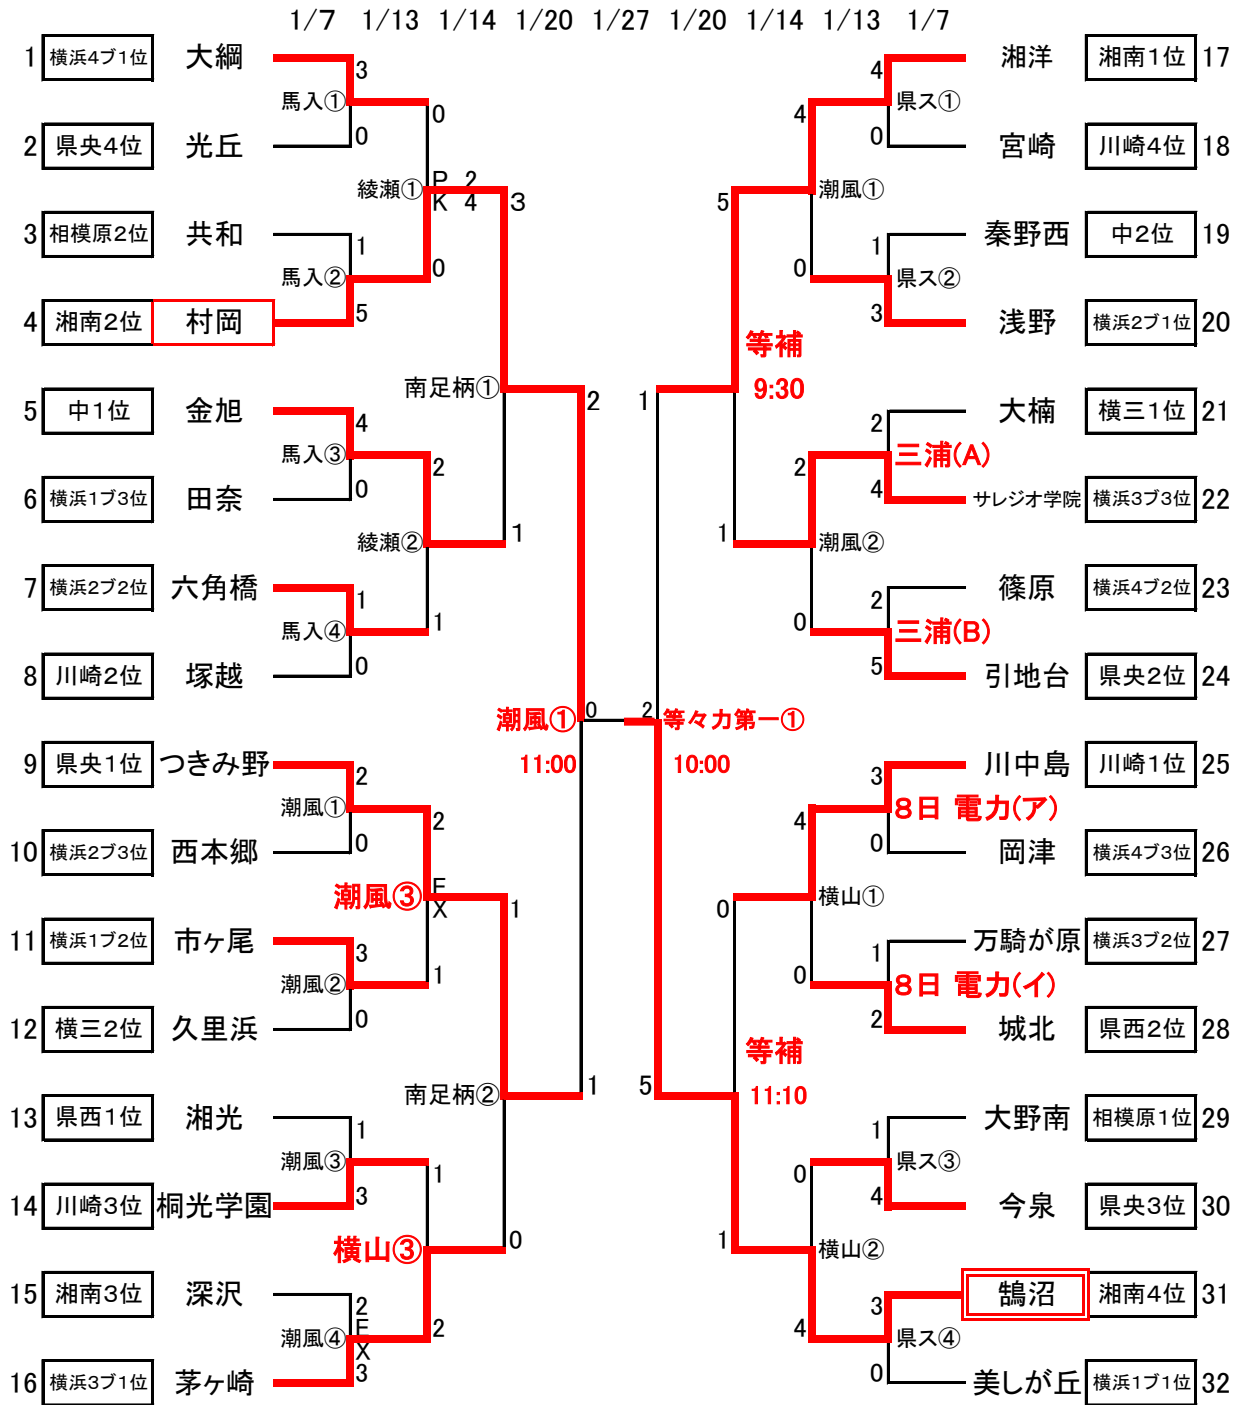 1/7 1/13 1/14 1/20 1/27 1/20 1/14 1/13 1/7
1 横浜4ブ1位 大綱 3
馬入①
0
2 県央4位 光丘 0
綾瀬① PK 2 4
3
3 相模原2位 共和 1
馬入②
0
4 湘南2位 村岡 5
南足柄①
2
5 中1位 金旭 4
馬入③
2
6 横浜1ブ3位 田奈 0
綾瀬②
1
7 横浜2ブ2位 六角橋 1
馬入④
1
8 川崎2位 塚越 0
潮風① 0
11:00
9 県央1位 つきみ野 2
潮風①
2
10 横浜2ブ3位 西本郷 0
潮風③ EX
1
11 横浜1ブ2位 市ヶ尾 3
潮風②
1
12 横三2位 久里浜 0
南足柄②
1
13 県西1位 湘光 1
潮風③
1
14 川崎3位 桐光学園 3
横山③
0
15 湘南3位 深沢 2
潮風④ EX
2
16 横浜3ブ1位 茅ヶ崎 3
4 湘洋 湘南1位 17
県ス①
4
0 宮崎 川崎4位 18
潮風①
5
1 秦野西 中2位 19
県ス②
0
3 浅野 横浜2ブ1位 20
等補
9:30
1
2 大楠 横三1位 21
三浦(A)
2
4 サレジオ学院 横浜3ブ3位 22
潮風②
1
2 篠原 横浜4ブ2位 23
三浦(B)
0
5 引地台 県央2位 24
2 等々力第一①
10:00
3 川中島 川崎1位 25
8日 電力(ア)
4
0 岡津 横浜4ブ3位 26
横山①
0
1 万騎が原 横浜3ブ2位 27
8日 電力(イ)
0
2 城北 県西2位 28
等補
11:10
5
1 大野南 相模原1位 29
県ス③
0
4 今泉 県央3位 30
横山②
1
3 鵠沼 湘南4位 31
県ス④
4
0 美しが丘 横浜1ブ1位 32